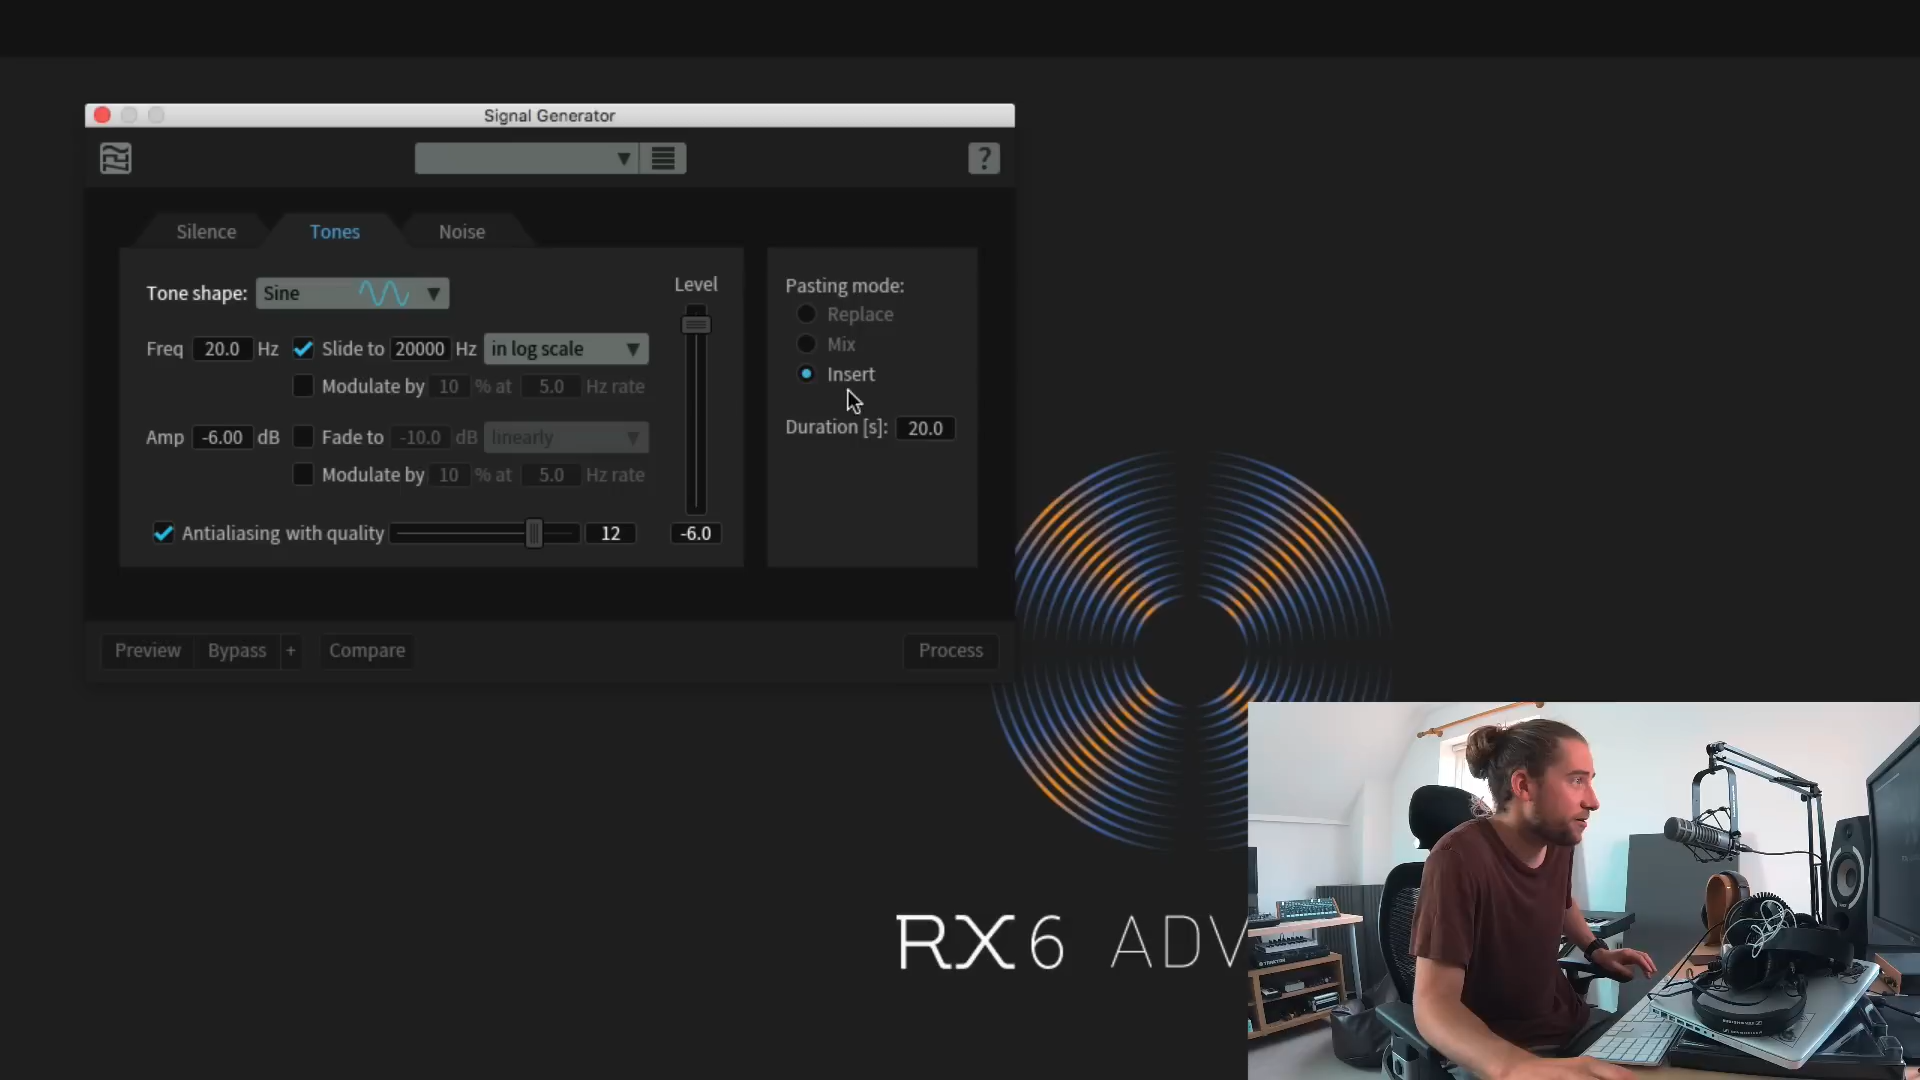 Signal Generator
?
Silence
Tones
Noise
Tone shape: Sine
Level
Freq 20.0 Hz Slide to 20000 Hz in log scale
Modulate by 10 % at 5.0 Hz rate
Amp -6.00 dB Fade to -10.0 dB linearly
Modulate by 10 % at 5.0 Hz rate
Antialiasing with quality 12
-6.0
Pasting mode:
Replace
Mix
Insert
Duration [s]: 20.0
Preview Bypass + Compare
Process
RX 6 ADV